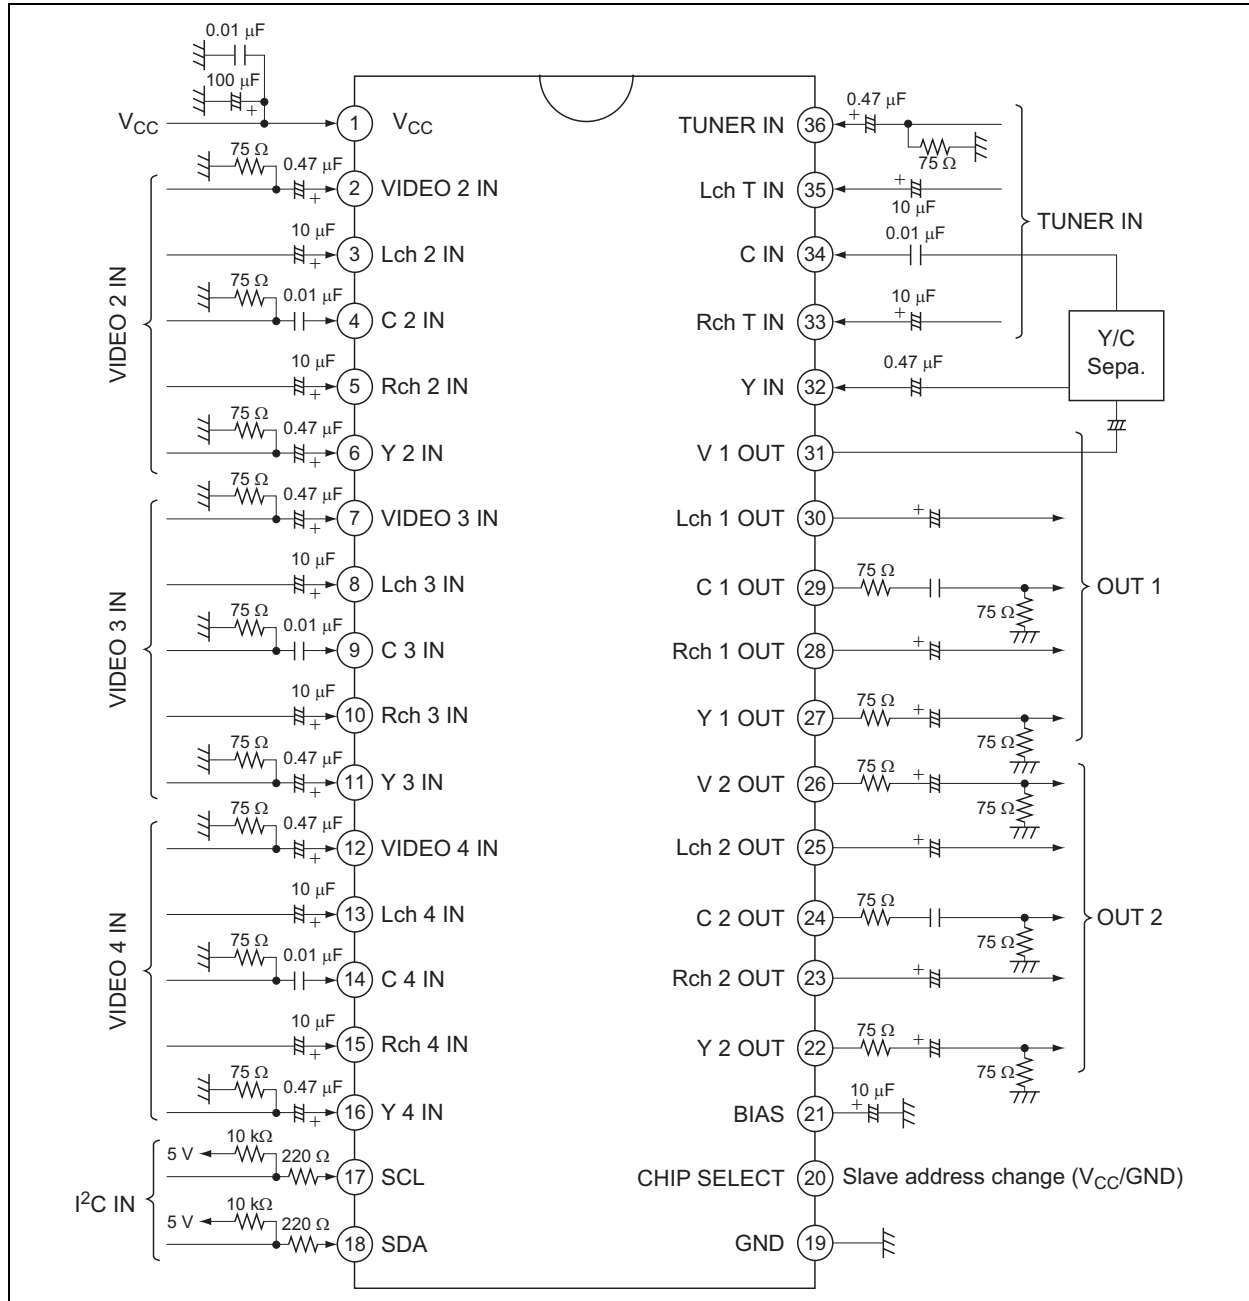 0.01 µF
100 µF
+
VCC
1
VCC
75 Ω
0.47 µF
+
2
VIDEO 2 IN
10 µF
+
3
Lch 2 IN
75 Ω
0.01 µF
4
C 2 IN
10 µF
+
5
Rch 2 IN
75 Ω
0.47 µF
+
6
Y 2 IN
VIDEO 2 IN
75 Ω
0.47 µF
+
7
VIDEO 3 IN
10 µF
+
8
Lch 3 IN
75 Ω
0.01 µF
9
C 3 IN
10 µF
+
10
Rch 3 IN
75 Ω
0.47 µF
+
11
Y 3 IN
VIDEO 3 IN
75 Ω
0.47 µF
+
12
VIDEO 4 IN
10 µF
+
13
Lch 4 IN
75 Ω
0.01 µF
14
C 4 IN
10 µF
+
15
Rch 4 IN
75 Ω
0.47 µF
+
16
Y 4 IN
VIDEO 4 IN
5 V
10 kΩ
220 Ω
17
SCL
I²C IN
5 V
10 kΩ
220 Ω
18
SDA
TUNER IN
36
0.47 µF
+
75 Ω
Lch T IN
35
+
10 µF
TUNER IN
C IN
34
0.01 µF
Rch T IN
33
10 µF
+
Y/C
Sepa.
Y IN
32
0.47 µF
V 1 OUT
31
Lch 1 OUT
30
+
C 1 OUT
29
75 Ω
75 Ω
OUT 1
Rch 1 OUT
28
+
Y 1 OUT
27
75 Ω
+
75 Ω
V 2 OUT
26
75 Ω
+
75 Ω
Lch 2 OUT
25
+
C 2 OUT
24
75 Ω
75 Ω
OUT 2
Rch 2 OUT
23
+
Y 2 OUT
22
75 Ω
+
75 Ω
BIAS
21
10 µF
+
CHIP SELECT
20
Slave address change (VCC/GND)
GND
19